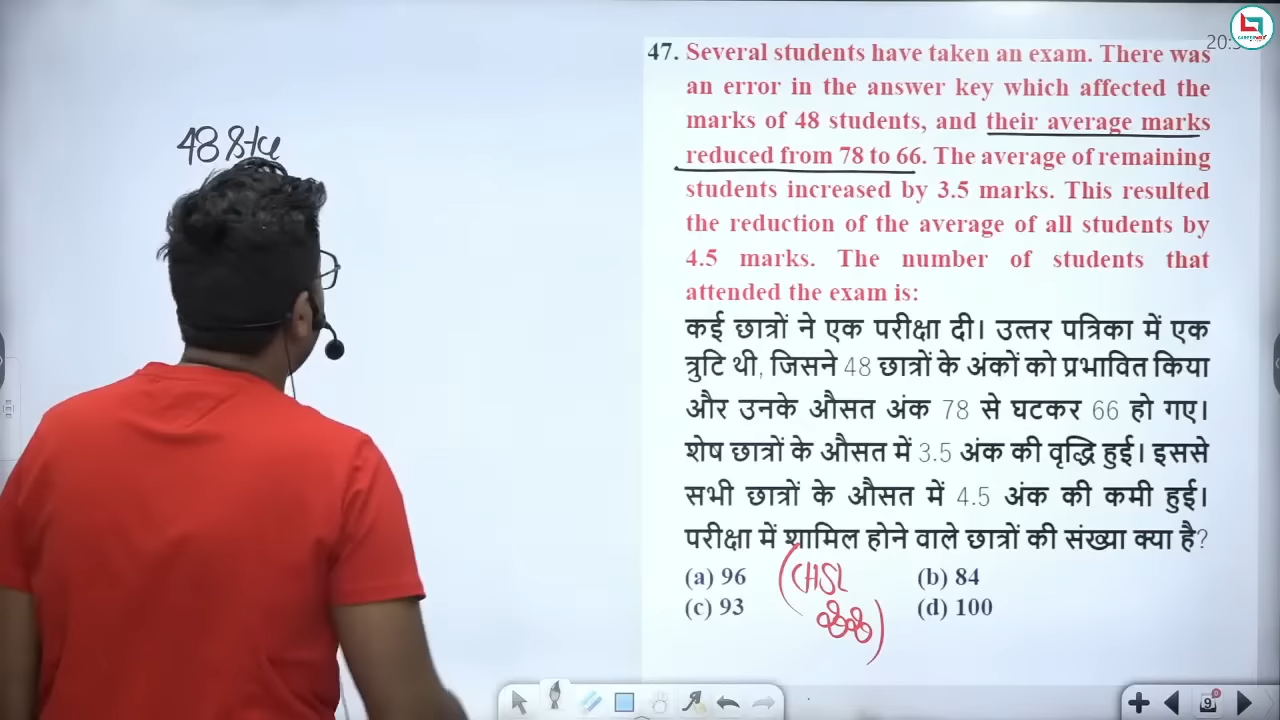 20:
47. Several students have taken an exam. There was
an error in the answer key which affected the
marks of 48 students, and their average marks
reduced from 78 to 66. The average of remaining
students increased by 3.5 marks. This resulted
the reduction of the average of all students by
4.5 marks. The number of students that
attended the exam is:
कई छात्रों ने एक परीक्षा दी। उत्तर पत्रिका में एक
त्रुटि थी, जिसने 48 छात्रों के अंकों को प्रभावित किया
और उनके औसत अंक 78 से घटकर 66 हो गए।
शेष छात्रों के औसत में 3.5 अंक की वृद्धि हुई। इससे
सभी छात्रों के औसत में 4.5 अंक की कमी हुई।
परीक्षा में शामिल होने वाले छात्रों की संख्या क्या है?
(a) 96 (b) 84
(c) 93 (d) 100
48 Stu